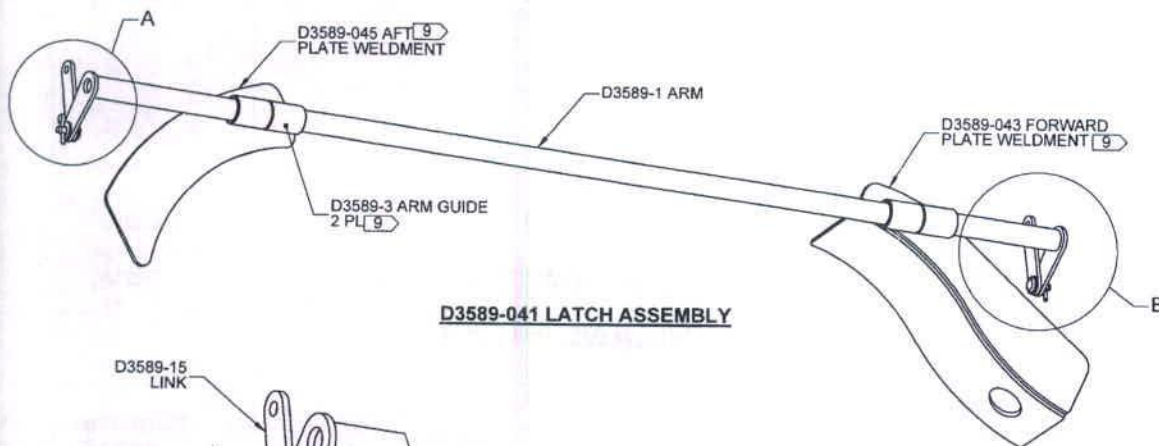 A
D3589-045 AFT 9
PLATE WELDMENT
D3589-1 ARM
D3589-043 FORWARD
PLATE WELDMENT 9
D3589-3 ARM GUIDE
2 PL 9
B
D3589-041 LATCH ASSEMBLY
D3589-15
LINK